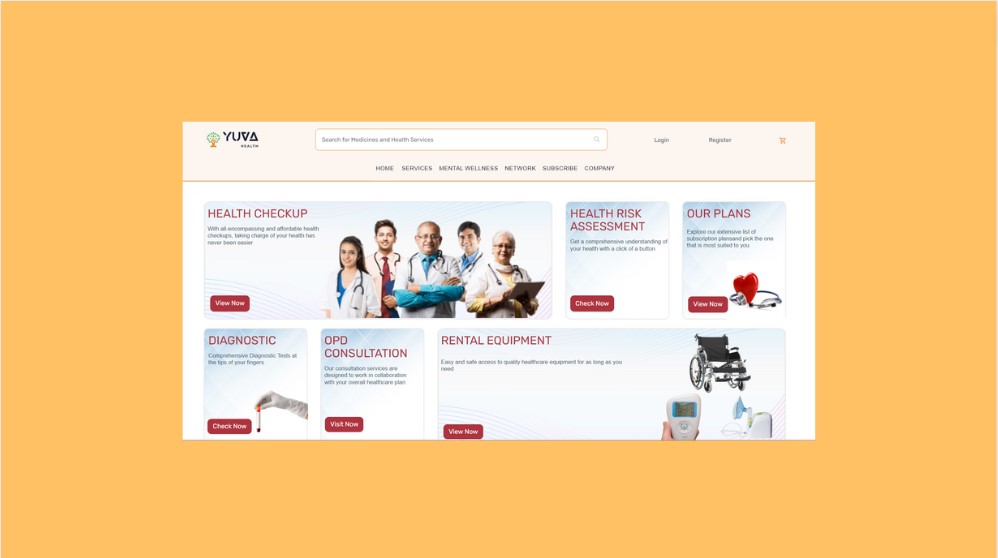 YUVA
HEALTH
Search for Medicines and Health Services
Login
Register
HOME SERVICES MENTAL WELLNESS NETWORK SUBSCRIBE COMPANY
HEALTH CHECKUP
With all encompassing and affordable health
checkups, taking charge of your health has
never been easier
View Now
HEALTH RISK
ASSESSMENT
Get a comprehensive understanding of
your health with a click of a button
Check Now
OUR PLANS
Explore our extensive list of
subscription plensand pick the one
that is most suited to you
View Now
DIAGNOSTIC
Comprehensive Diagnostic Tests at
the tips of your fingers
Check Now
OPD
CONSULTATION
Our consultation services are
designed to work in collaboration
with your overall healthcare plan
Visit Now
RENTAL EQUIPMENT
Easy and safe access to quality healthcare equipment for as long as you
need
View Now